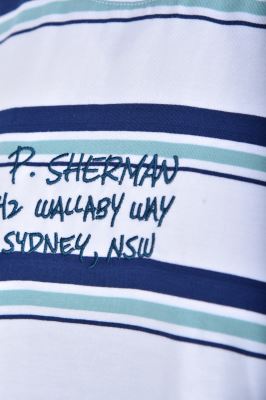 P. SHERMAN
42 WALLABY WAY
SYDNEY, NSW